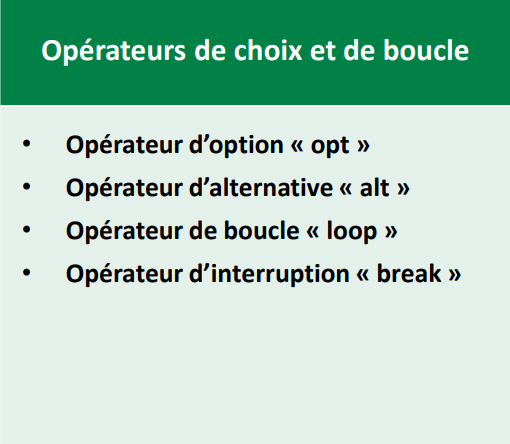 Opérateurs de choix et de boucle
• Opérateur d’option « opt »
• Opérateur d’alternative « alt »
• Opérateur de boucle « loop »
• Opérateur d’interruption « break »